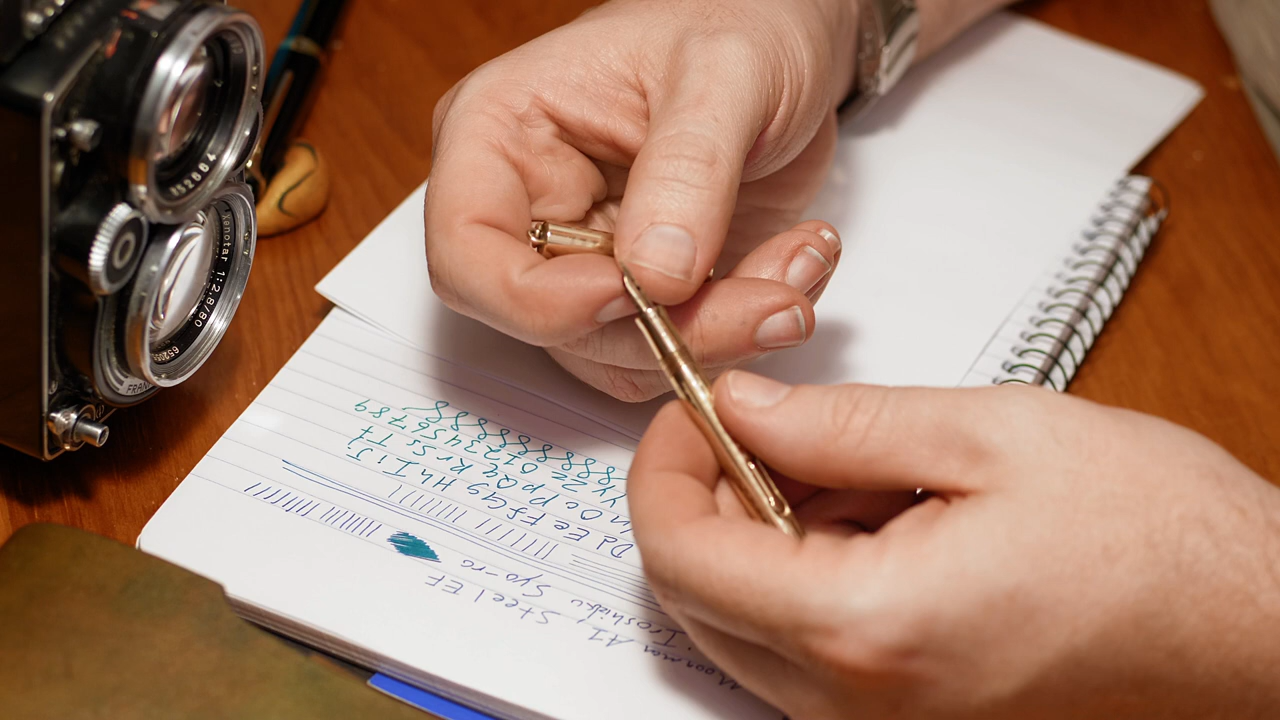 Moonman A1 Steel EF
Iroshizuku Syo-ro
Dd Ee Ff Gg Hh Ii Jj
Oo Pp Qq Rr Ss Tt
Yy Zz 0123456789
Xenotar 1:2.8/80